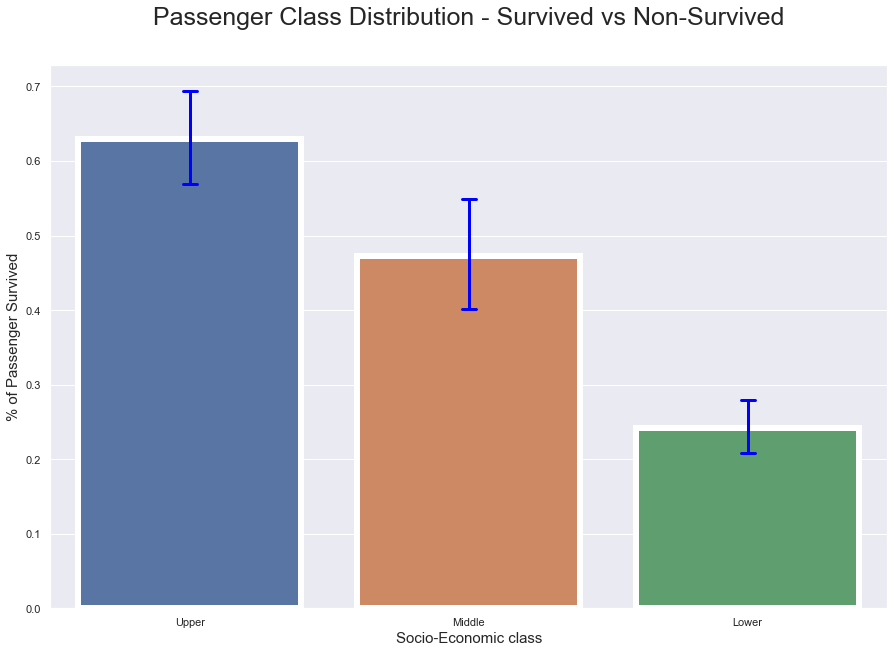 Passenger Class Distribution - Survived vs Non-Survived
% of Passenger Survived
0.7
0.6
0.5
0.4
0.3
0.2
0.1
0.0
Upper
Middle
Lower
Socio-Economic class